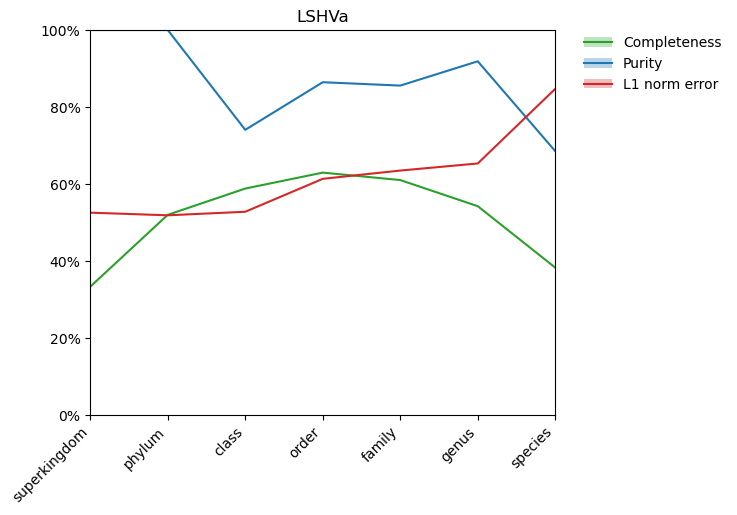 LSHVa
100%
80%
60%
40%
20%
0%
superkingdom
phylum
class
order
family
genus
species
Completeness
Purity
L1 norm error